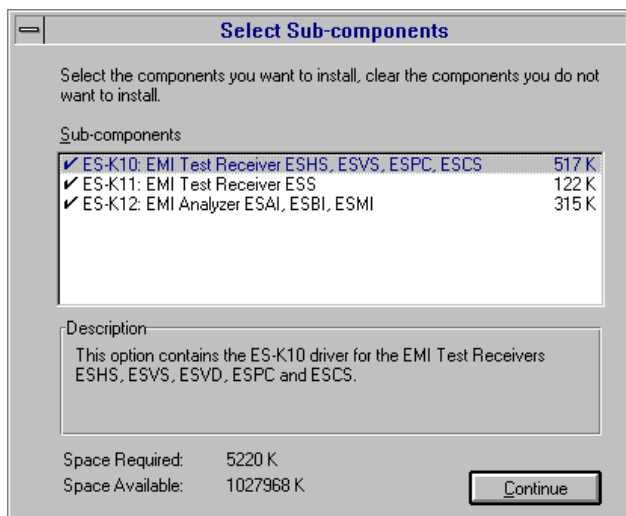 Select Sub-components
Select the components you want to install, clear the components you do not
want to install.
Sub-components
✔ ES-K10: EMI Test Receiver ESHS, ESVS, ESPC, ESCS 517 K
✔ ES-K11: EMI Test Receiver ESS 122 K
✔ ES-K12: EMI Analyzer ESAI, ESBI, ESMI 315 K
Description
This option contains the ES-K10 driver for the EMI Test Receivers
ESHS, ESVS, ESVD, ESPC and ESCS.
Space Required: 5220 K
Space Available: 1027968 K
Continue